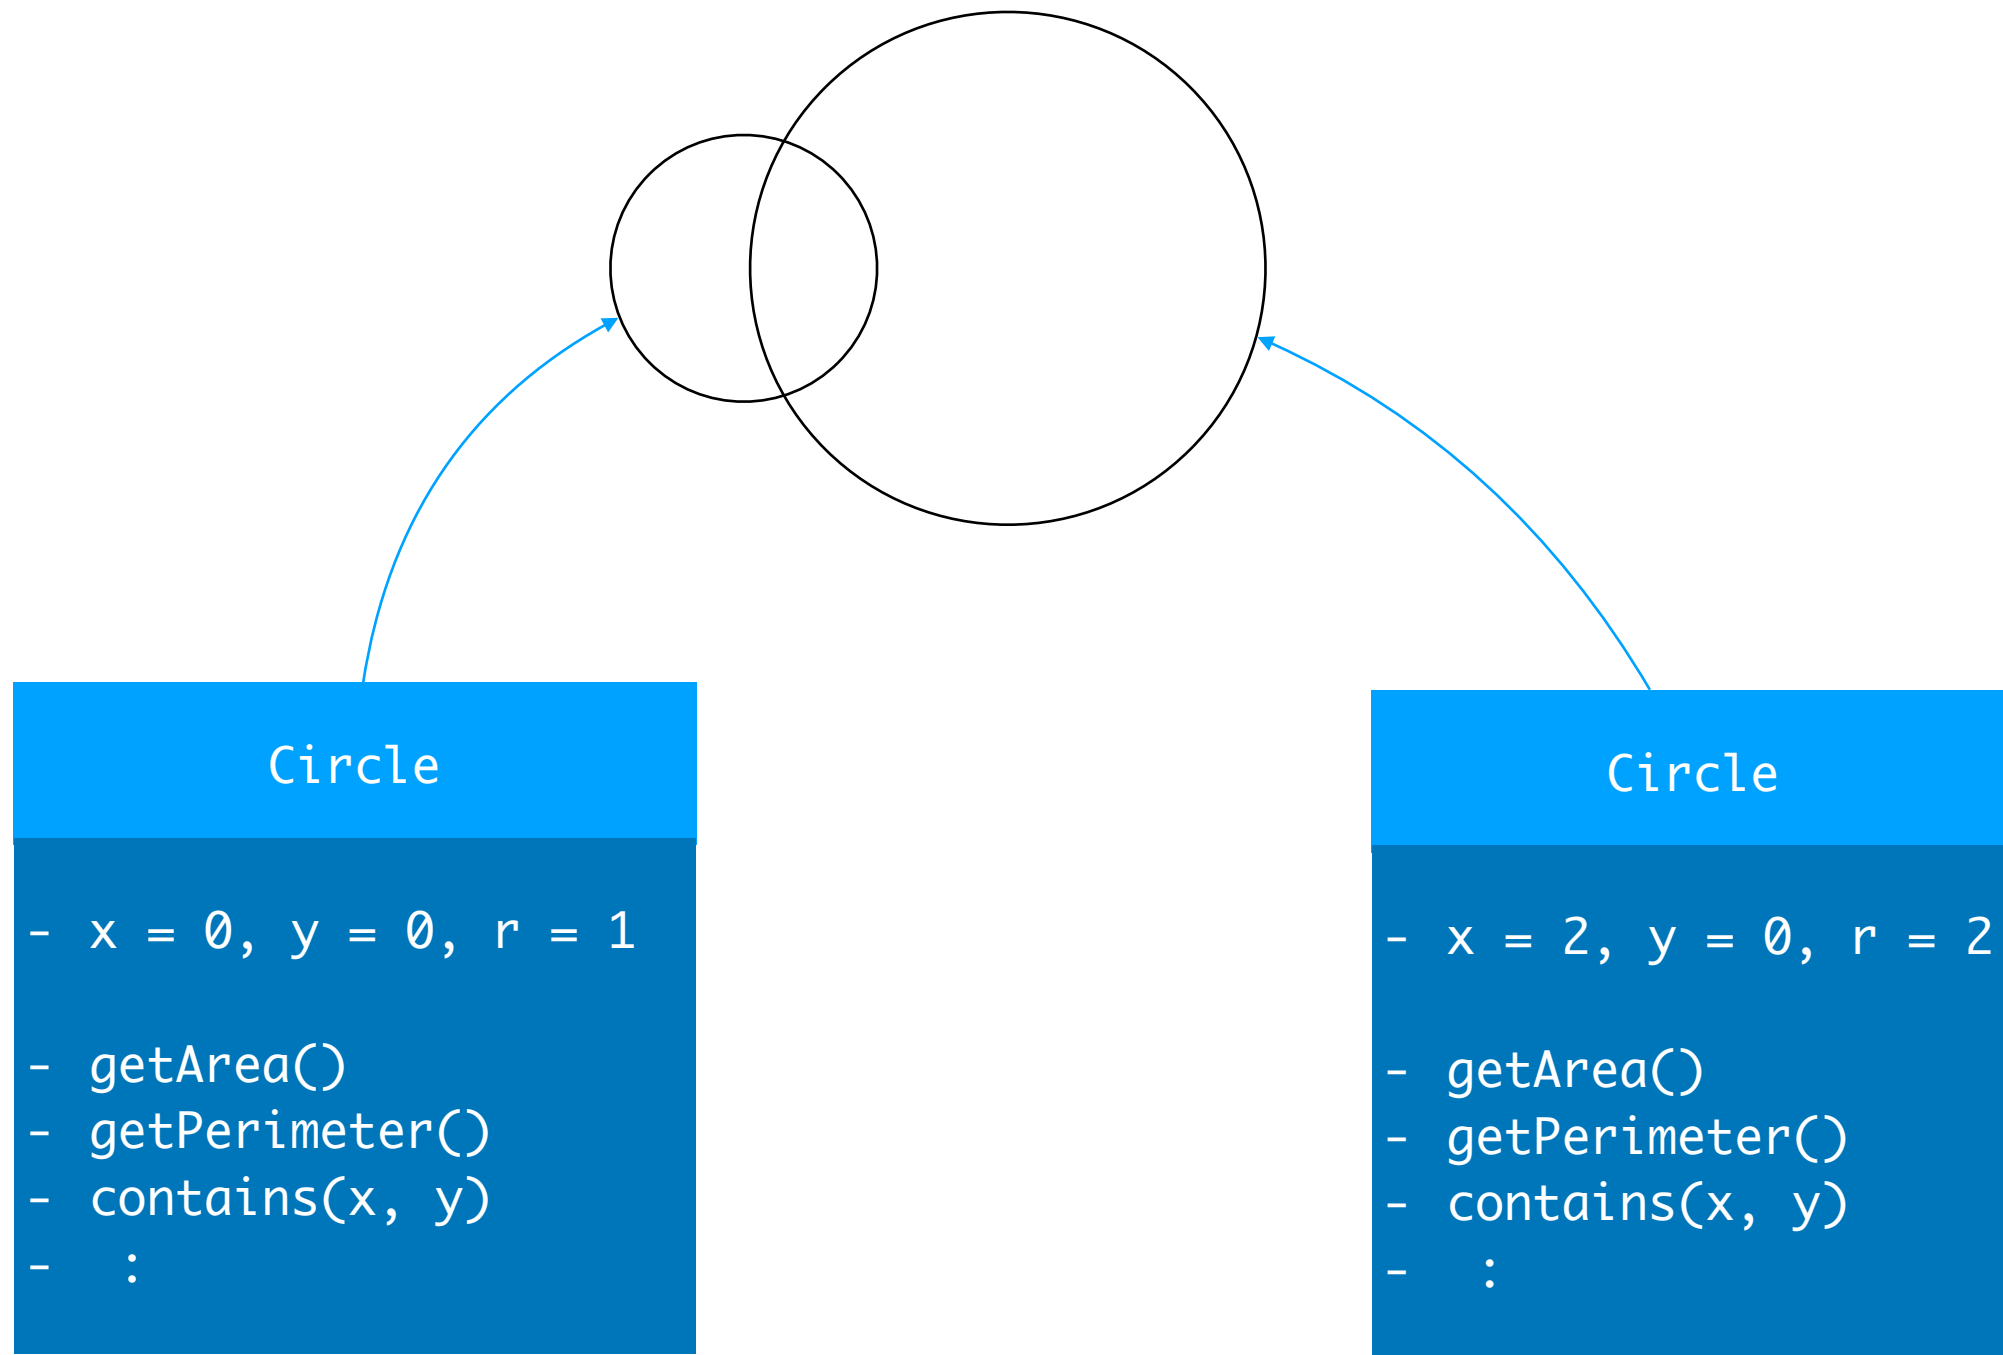 Circle
- x = 0, y = 0, r = 1
- getArea()
- getPerimeter()
- contains(x, y)
- :
Circle
- x = 2, y = 0, r = 2
- getArea()
- getPerimeter()
- contains(x, y)
- :